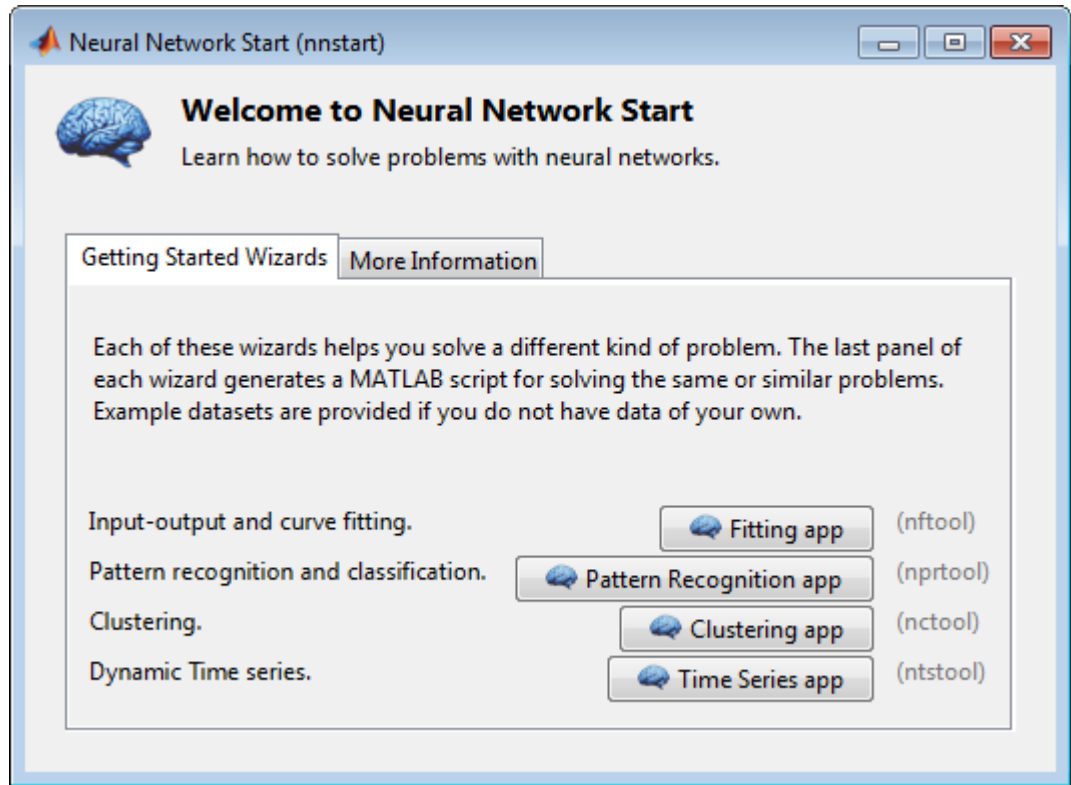 Neural Network Start (nnstart)
Welcome to Neural Network Start
Learn how to solve problems with neural networks.
Getting Started Wizards More Information
Each of these wizards helps you solve a different kind of problem. The last panel of
each wizard generates a MATLAB script for solving the same or similar problems.
Example datasets are provided if you do not have data of your own.
Input-output and curve fitting. Fitting app (nftool)
Pattern recognition and classification. Pattern Recognition app (nprtool)
Clustering. Clustering app (nctool)
Dynamic Time series. Time Series app (ntstool)